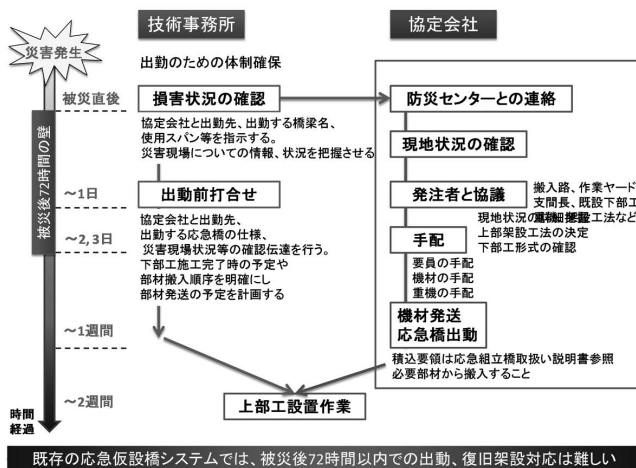 技術事務所
協定会社
災害発生
出勤のための体制確保
被災直後
損害状況の確認
防災センターとの連絡
協定会社と出勤先、出勤する橋梁名、
使用スパン等を指示する。
災害現場についての情報、状況を把握させる
現地状況の確認
被災後72時間の壁
～1日
出動前打合せ
発注者と協議
搬入路、作業ヤード
支間長、既設下部工
現地状況の
工法など
上部架設工法の決定
下部工形式の確認
協定会社と出動先、
出動する応急橋の仕様、
災害現場状況等の確認伝達を行う。
下部工施工完了時の予定や
部材搬入順序を明確にし
部材発送の予定を計画する
～2,3日
手配
要員の手配
機材の手配
重機の手配
～1週間
機材発送
応急橋出動
積込要領は応急組立橋取扱い説明書参照
必要部材から搬入すること
～2週間
上部工設置作業
時間
経過
既存の応急仮設橋システムでは、被災後72時間以内での出動、復旧架設対応は難しい